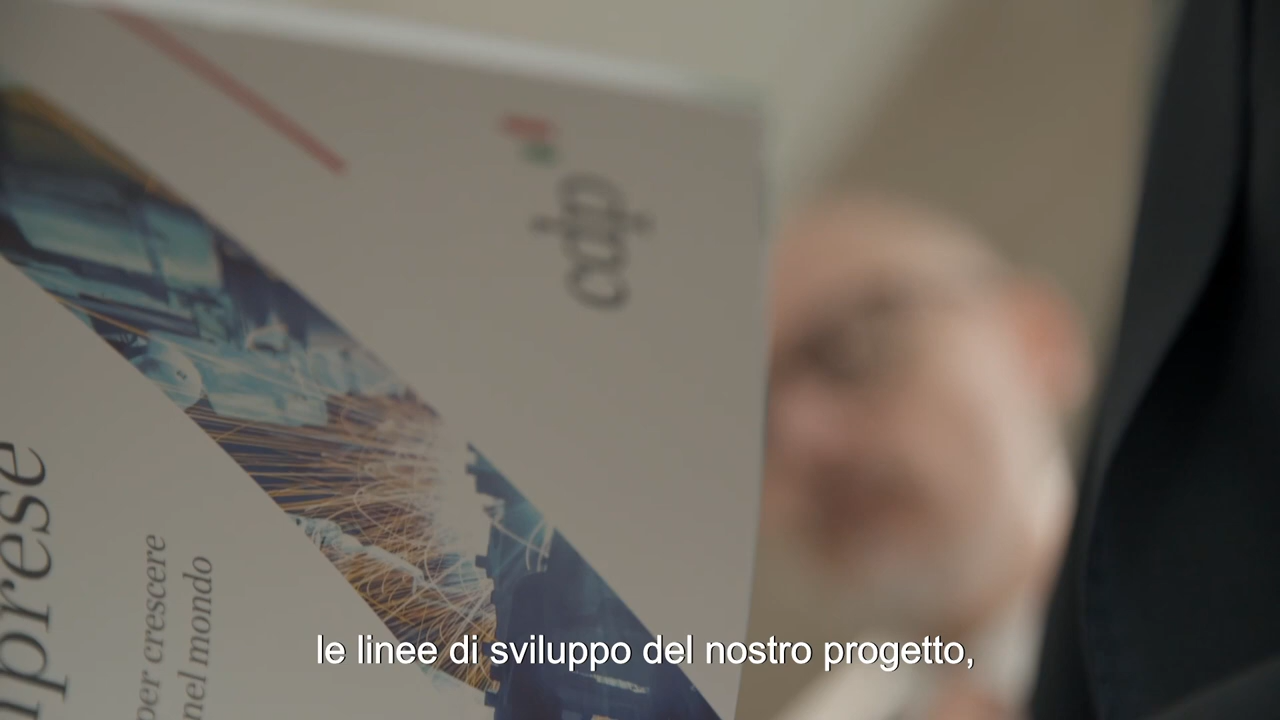 cdp
prese
per crescere
nel mondo
le linee di sviluppo del nostro progetto,